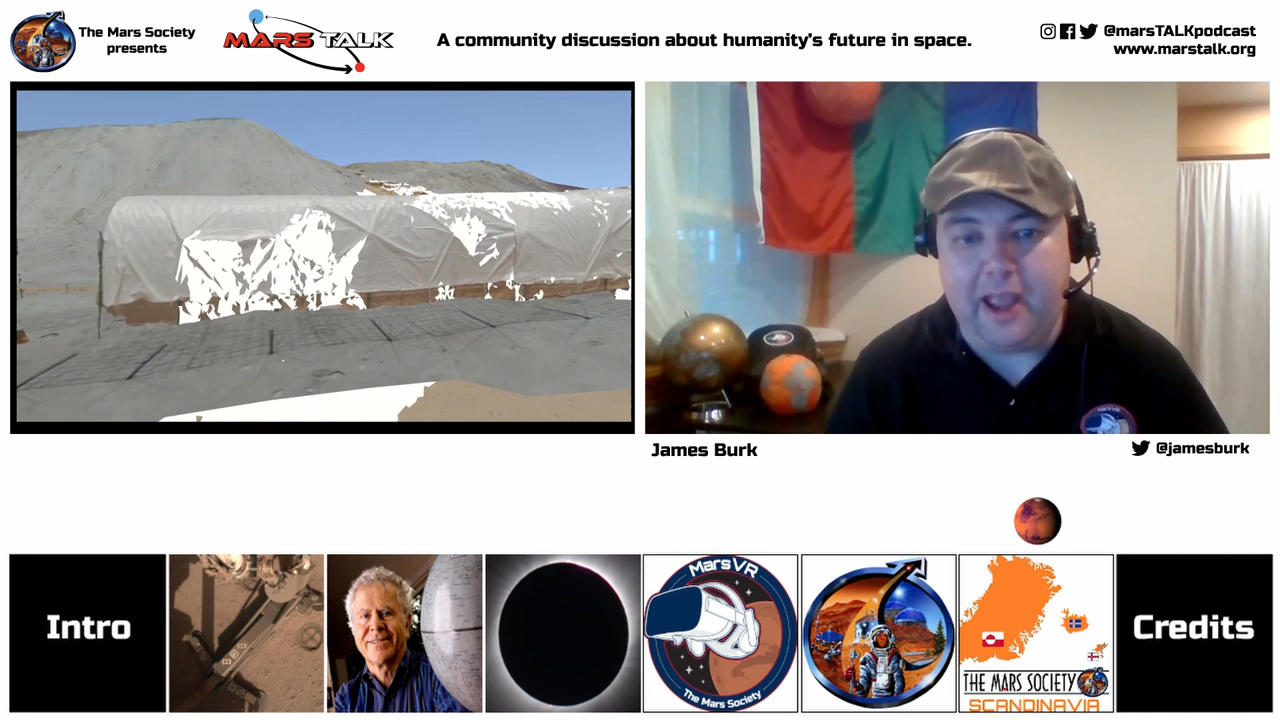 The Mars Society
presents
MARS TALK
A community discussion about humanity's future in space.
@marsTALKpodcast
www.marstalk.org
James Burk
@jamesburk
Intro
MarsVR
The Mars Society
THE MARS SOCIETY
SCANDINAVIA
Credits